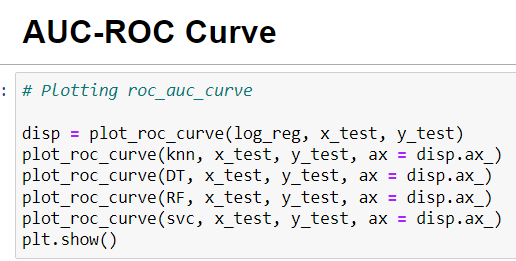 AUC-ROC Curve
: # Plotting roc_auc_curve
disp = plot_roc_curve(log_reg, x_test, y_test)
plot_roc_curve(knn, x_test, y_test, ax = disp.ax_)
plot_roc_curve(DT, x_test, y_test, ax = disp.ax_)
plot_roc_curve(RF, x_test, y_test, ax = disp.ax_)
plot_roc_curve(svc, x_test, y_test, ax = disp.ax_)
plt.show()